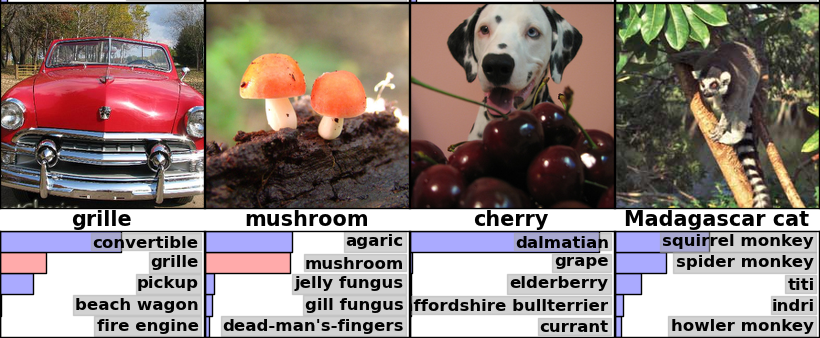 grille
mushroom
cherry
Madagascar cat
convertible
grille
pickup
beach wagon
fire engine
agaric
mushroom
jelly fungus
gill fungus
dead-man's-fingers
dalmatian
grape
elderberry
ffordshire bullterrier
currant
squirrel monkey
spider monkey
titi
indri
howler monkey